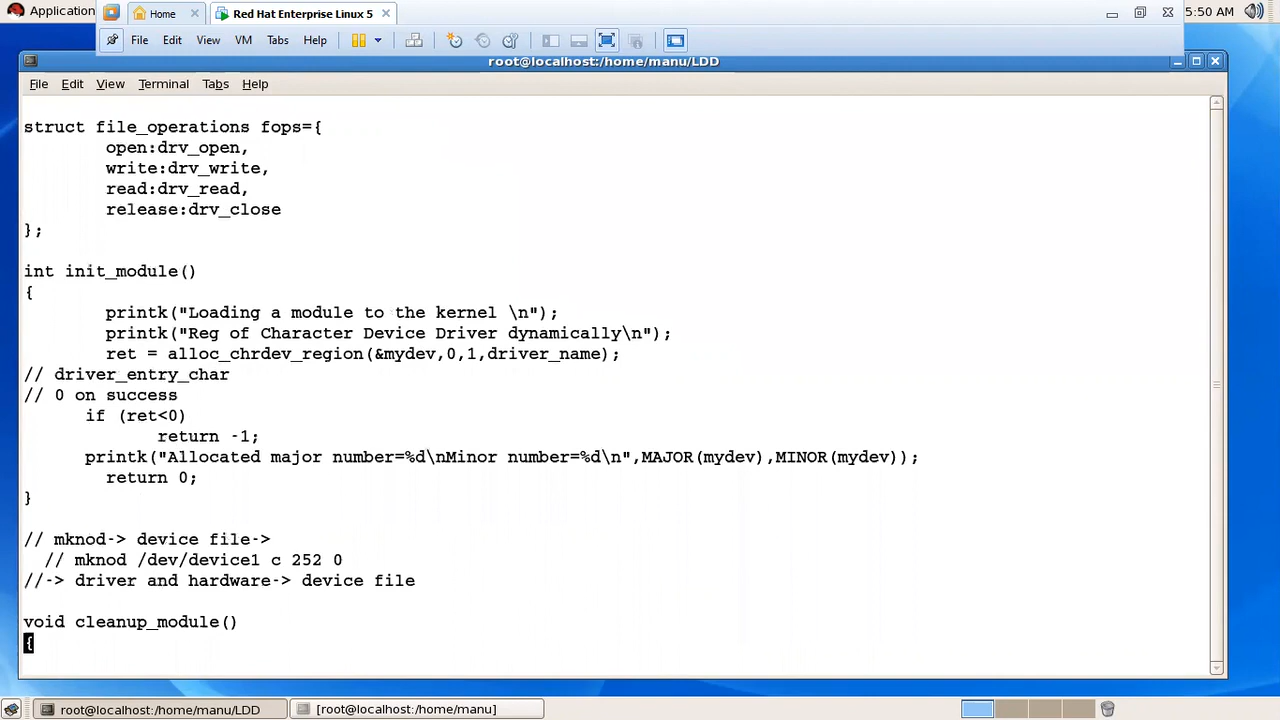 Application
Home
Red Hat Enterprise Linux 5
5:50 AM
File Edit View VM Tabs Help
root@localhost:/home/manu/LDD
File Edit View Terminal Tabs Help
struct file_operations fops={
open:drv_open,
write:drv_write,
read:drv_read,
release:drv_close
};
int init_module()
{
printk("Loading a module to the kernel \n");
printk("Reg of Character Device Driver dynamically\n");
ret = alloc_chrdev_region(&mydev,0,1,driver_name);
// driver_entry_char
// 0 on success
if (ret<0)
return -1;
printk("Allocated major number=%d\nMinor number=%d\n",MAJOR(mydev),MINOR(mydev));
return 0;
}
// mknod-> device file->
// mknod /dev/device1 c 252 0
//-> driver and hardware-> device file
void cleanup_module()
{
root@localhost:/home/manu/LDD
[root@localhost:/home/manu]